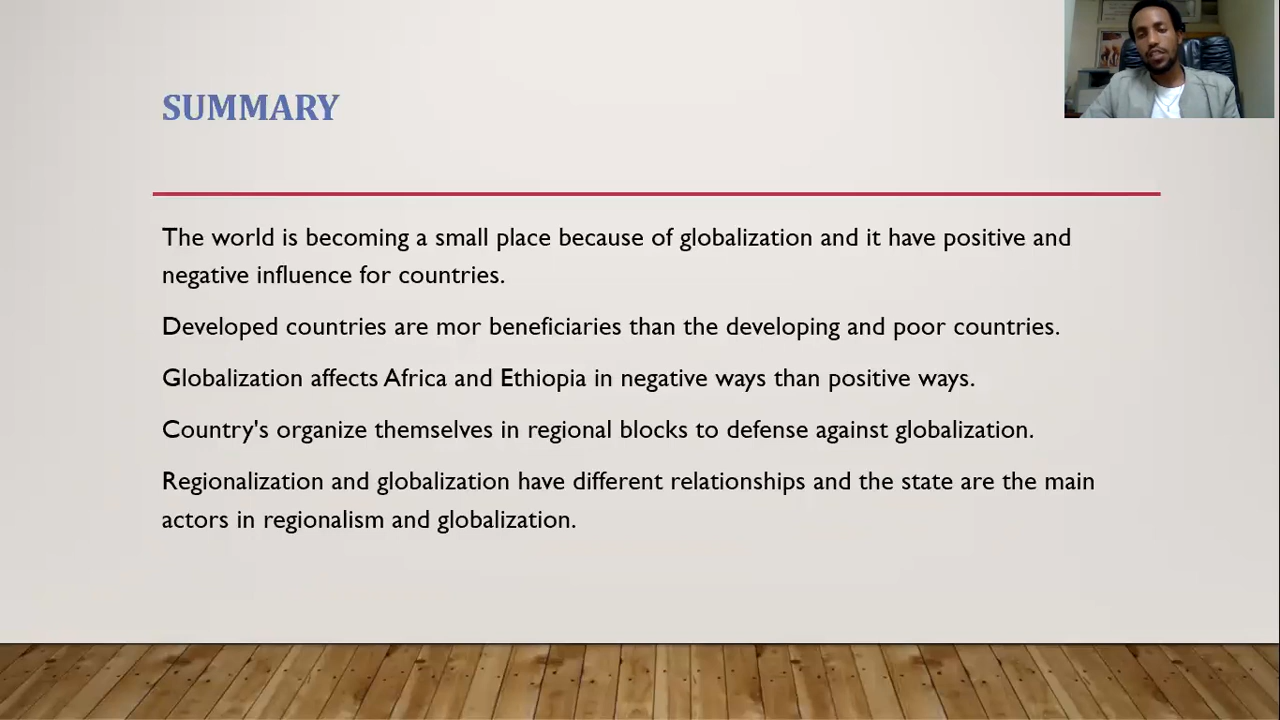 SUMMARY
The world is becoming a small place because of globalization and it have positive and
negative influence for countries.
Developed countries are mor beneficiaries than the developing and poor countries.
Globalization affects Africa and Ethiopia in negative ways than positive ways.
Country's organize themselves in regional blocks to defense against globalization.
Regionalization and globalization have different relationships and the state are the main
actors in regionalism and globalization.